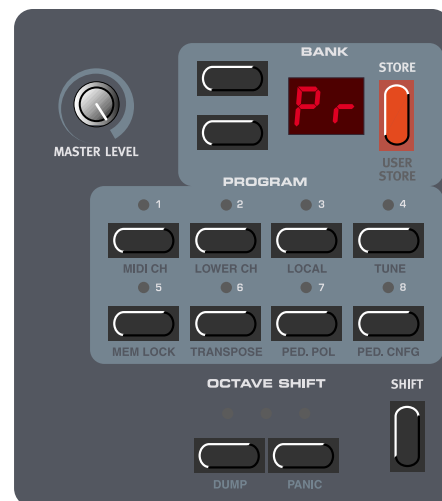 BANK
STORE
Pr
MASTER LEVEL
USER
STORE
PROGRAM
1 2 3 4
MIDI CH LOWER CH LOCAL TUNE
5 6 7 8
MEM LOCK TRANSPOSE PED. POL PED. CNFG
OCTAVE SHIFT SHIFT
DUMP PANIC